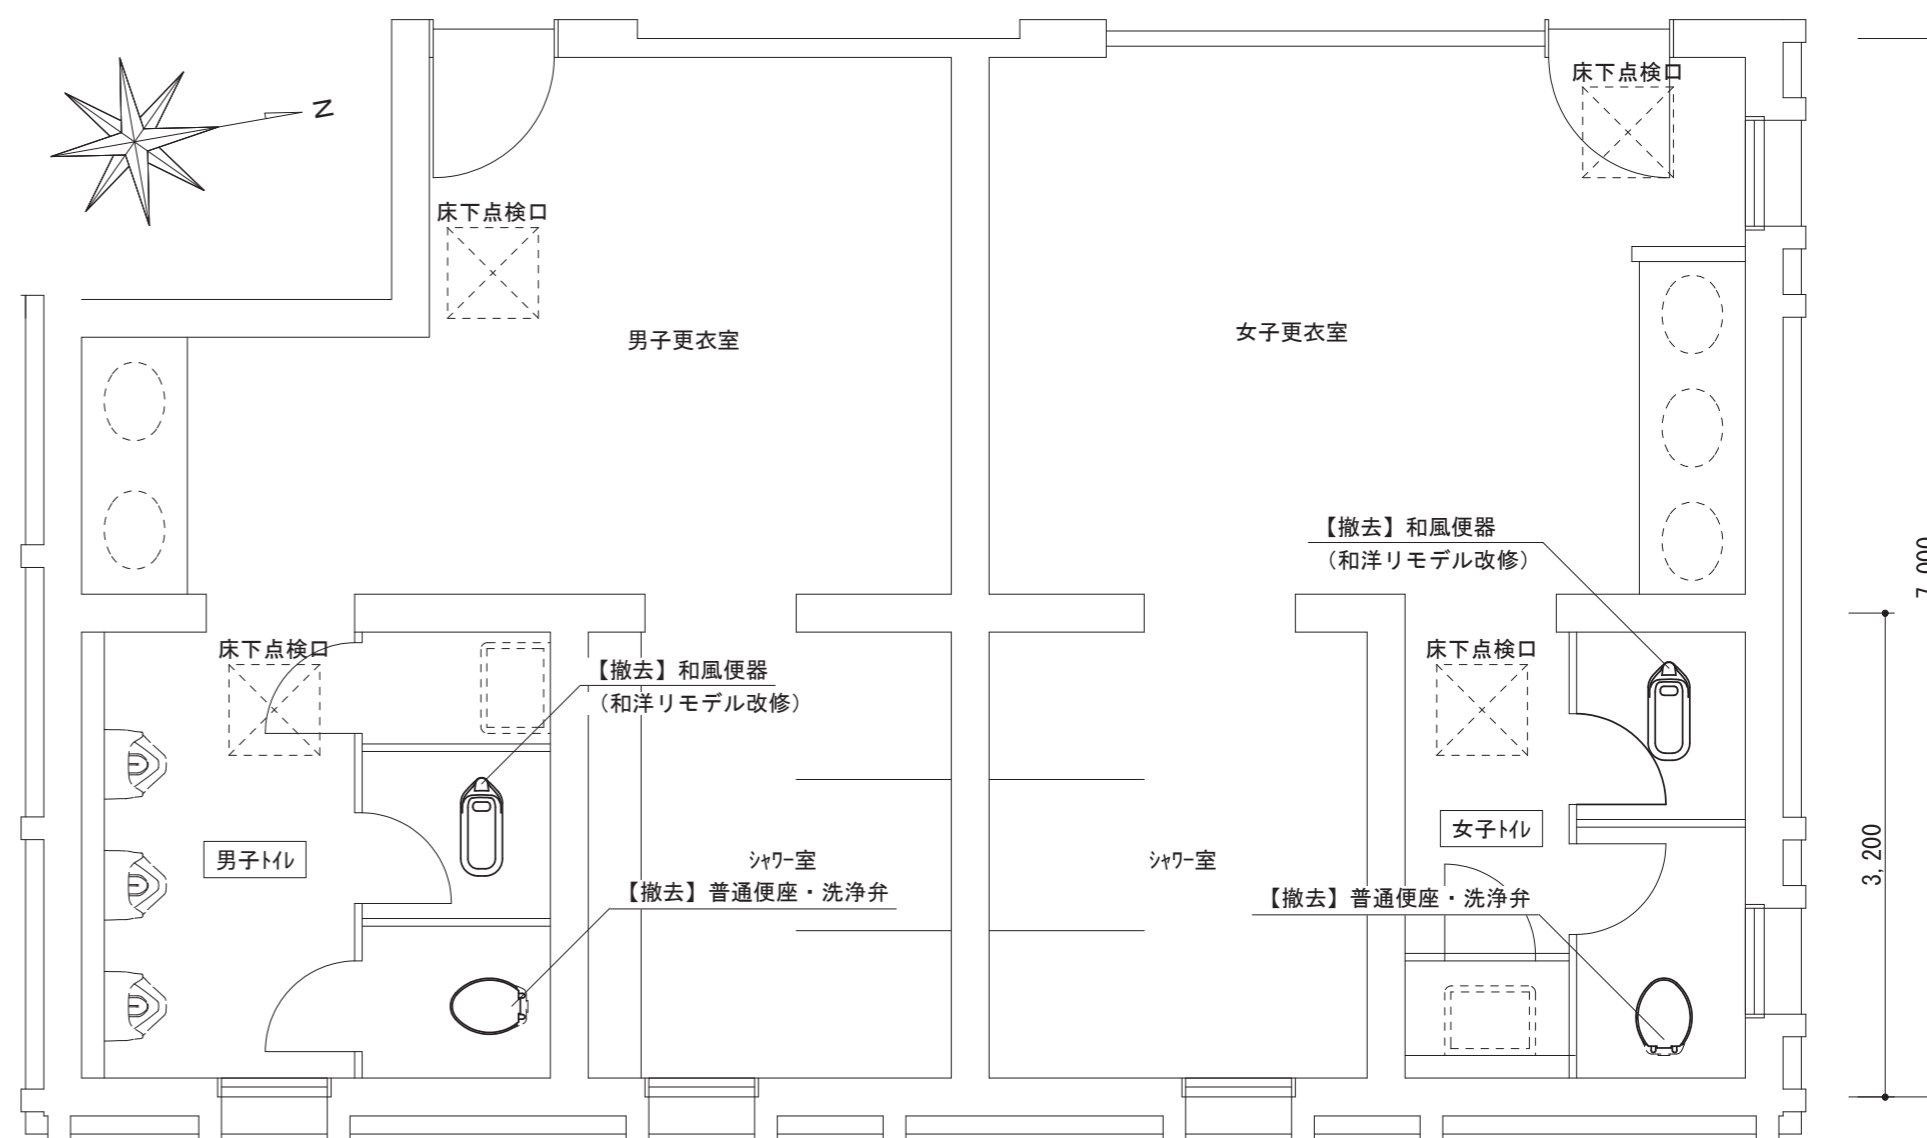 N
床下点検口
床下点検口
男子更衣室
女子更衣室
【撤去】和風便器
（和洋リモデル改修）
7,000
床下点検口
【撤去】和風便器
（和洋リモデル改修）
床下点検口
男子ﾄｲﾚ
ｼｬﾜｰ室
ｼｬﾜｰ室
女子ﾄｲﾚ
3,200
【撤去】普通便座・洗浄弁
【撤去】普通便座・洗浄弁